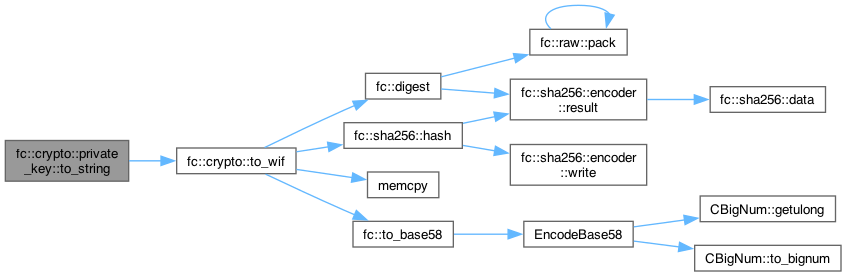 fc::crypto::private
_key::to_string
fc::crypto::to_wif
fc::digest
fc::raw::pack
fc::sha256::encoder
::result
fc::sha256::data
fc::sha256::hash
fc::sha256::encoder
::write
memcpy
fc::to_base58
EncodeBase58
CBigNum::getulong
CBigNum::to_bignum